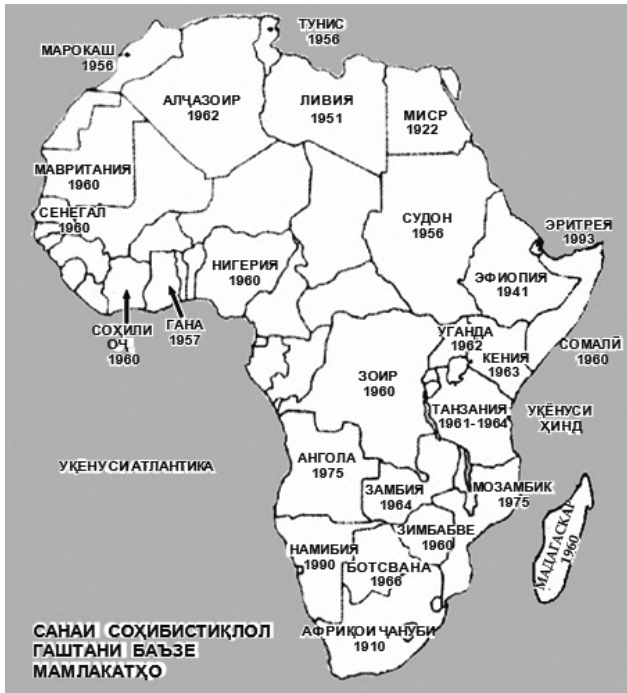 ТУНИС
1956
МАРОКАШ
1956
АЛҶАЗОИР
1962
ЛИВИЯ
1951
МИСР
1922
МАВРИТАНИЯ
1960
СЕНЕГАЛ
1960
СУДОН
1956
ЭРИТРЕЯ
1993
НИГЕРИЯ
1960
ЭФИОПИЯ
1941
СОҲИЛИ
ОҶ
1960
ГАНА
1957
УГАНДА
1962
КЕНИЯ
1963
СОМАЛӢ
1960
ЗОИР
1960
ТАНЗАНИЯ
1961-1964
УҚЁНУСИ
ҲИНД
УҚЁНУСИ АТЛАНТИКА
АНГОЛА
1975
ЗАМБИЯ
1964
МОЗАМБИК
1975
ЗИМБАБВЕ
1960
МАДАГАСКАР
1960
НАМИБИЯ
1990
БОТСВАНА
1966
АФРИҚОИ ҶАНУБИ
1910
САНАИ СОҲИБИСТИҚЛОЛ
ГАШТАНИ БАЪЗЕ
МАМЛАКАТҲО